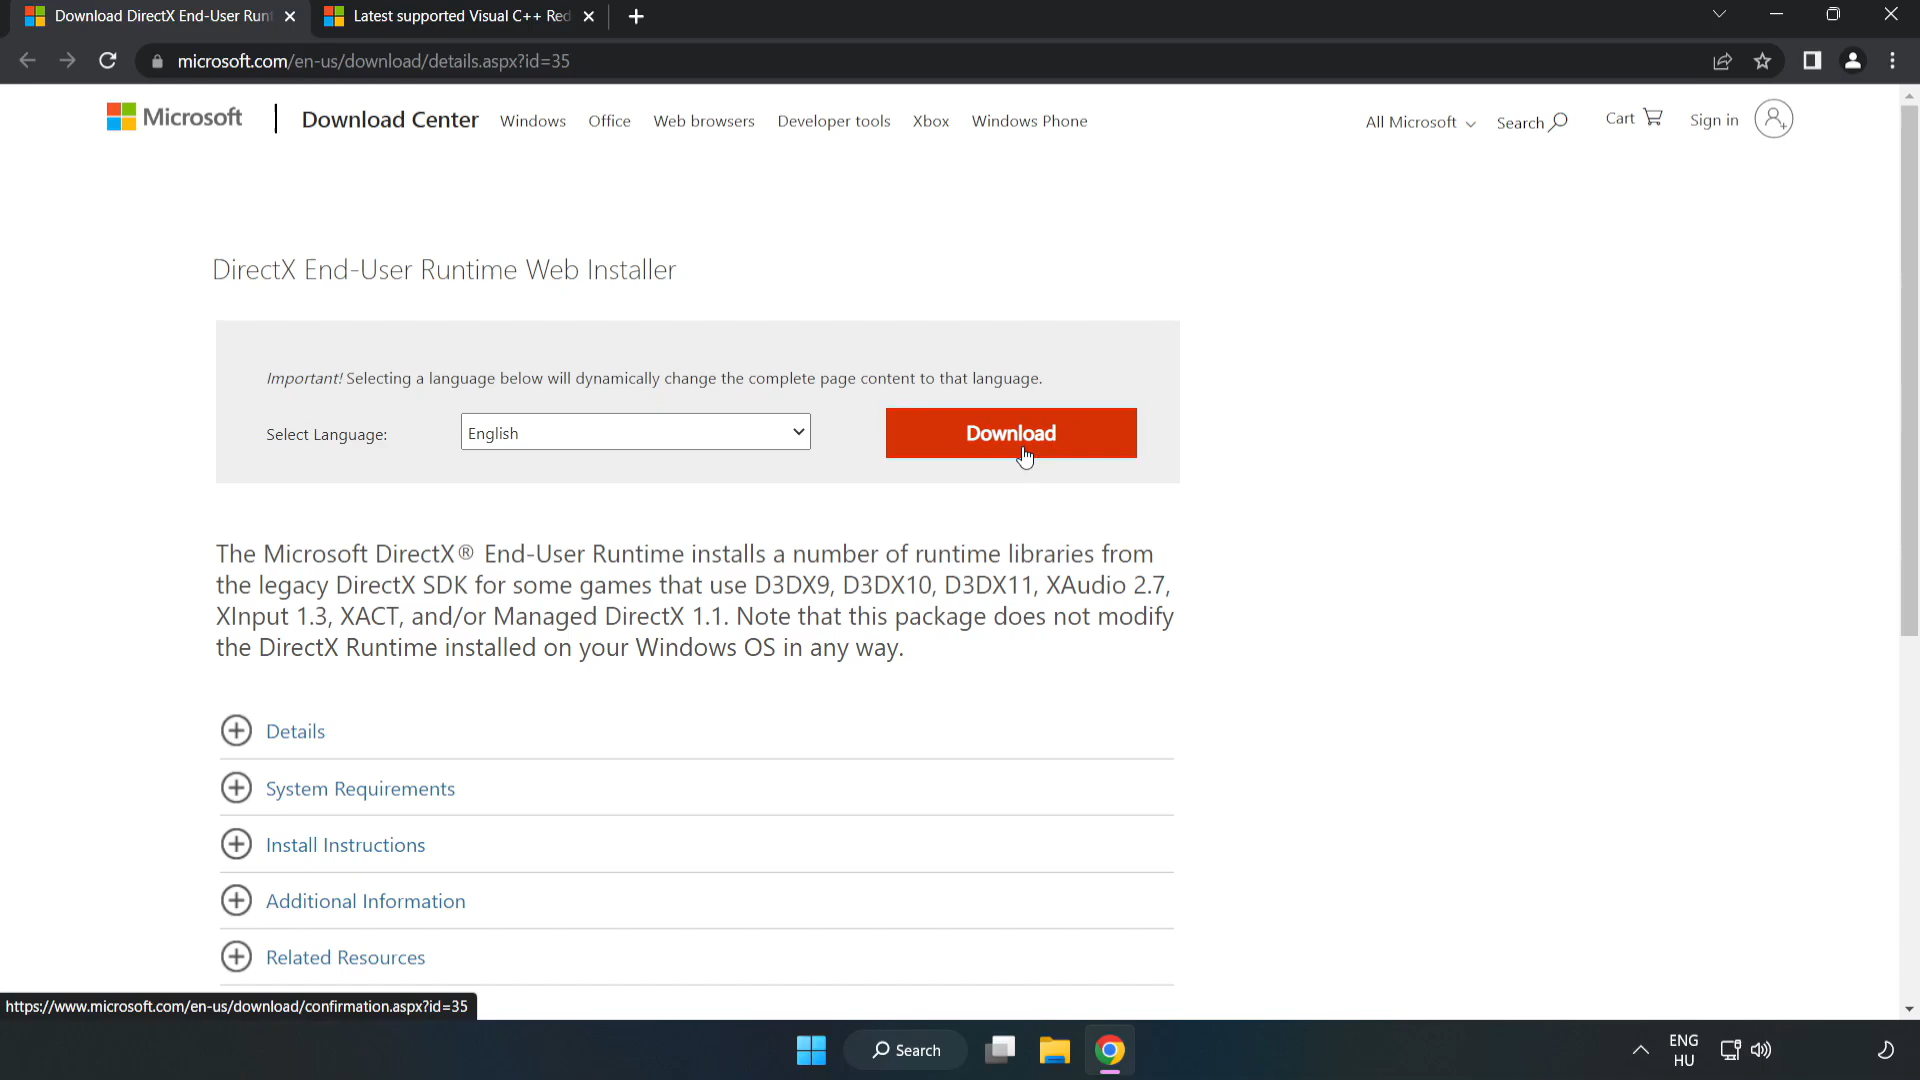 Download DirectX End-User Runt
Latest supported Visual C++ Red
microsoft.com/en-us/download/details.aspx?id=35
Microsoft
Download Center
Windows
Office
Web browsers
Developer tools
Xbox
Windows Phone
All Microsoft
Search
Cart
Sign in
DirectX End-User Runtime Web Installer
Important! Selecting a language below will dynamically change the complete page content to that language.
Select Language:
English
Download
The Microsoft DirectX® End-User Runtime installs a number of runtime libraries from
the legacy DirectX SDK for some games that use D3DX9, D3DX10, D3DX11, XAudio 2.7,
XInput 1.3, XACT, and/or Managed DirectX 1.1. Note that this package does not modify
the DirectX Runtime installed on your Windows OS in any way.
Details
System Requirements
Install Instructions
Additional Information
Related Resources
https://www.microsoft.com/en-us/download/confirmation.aspx?id=35
Search
ENG
HU